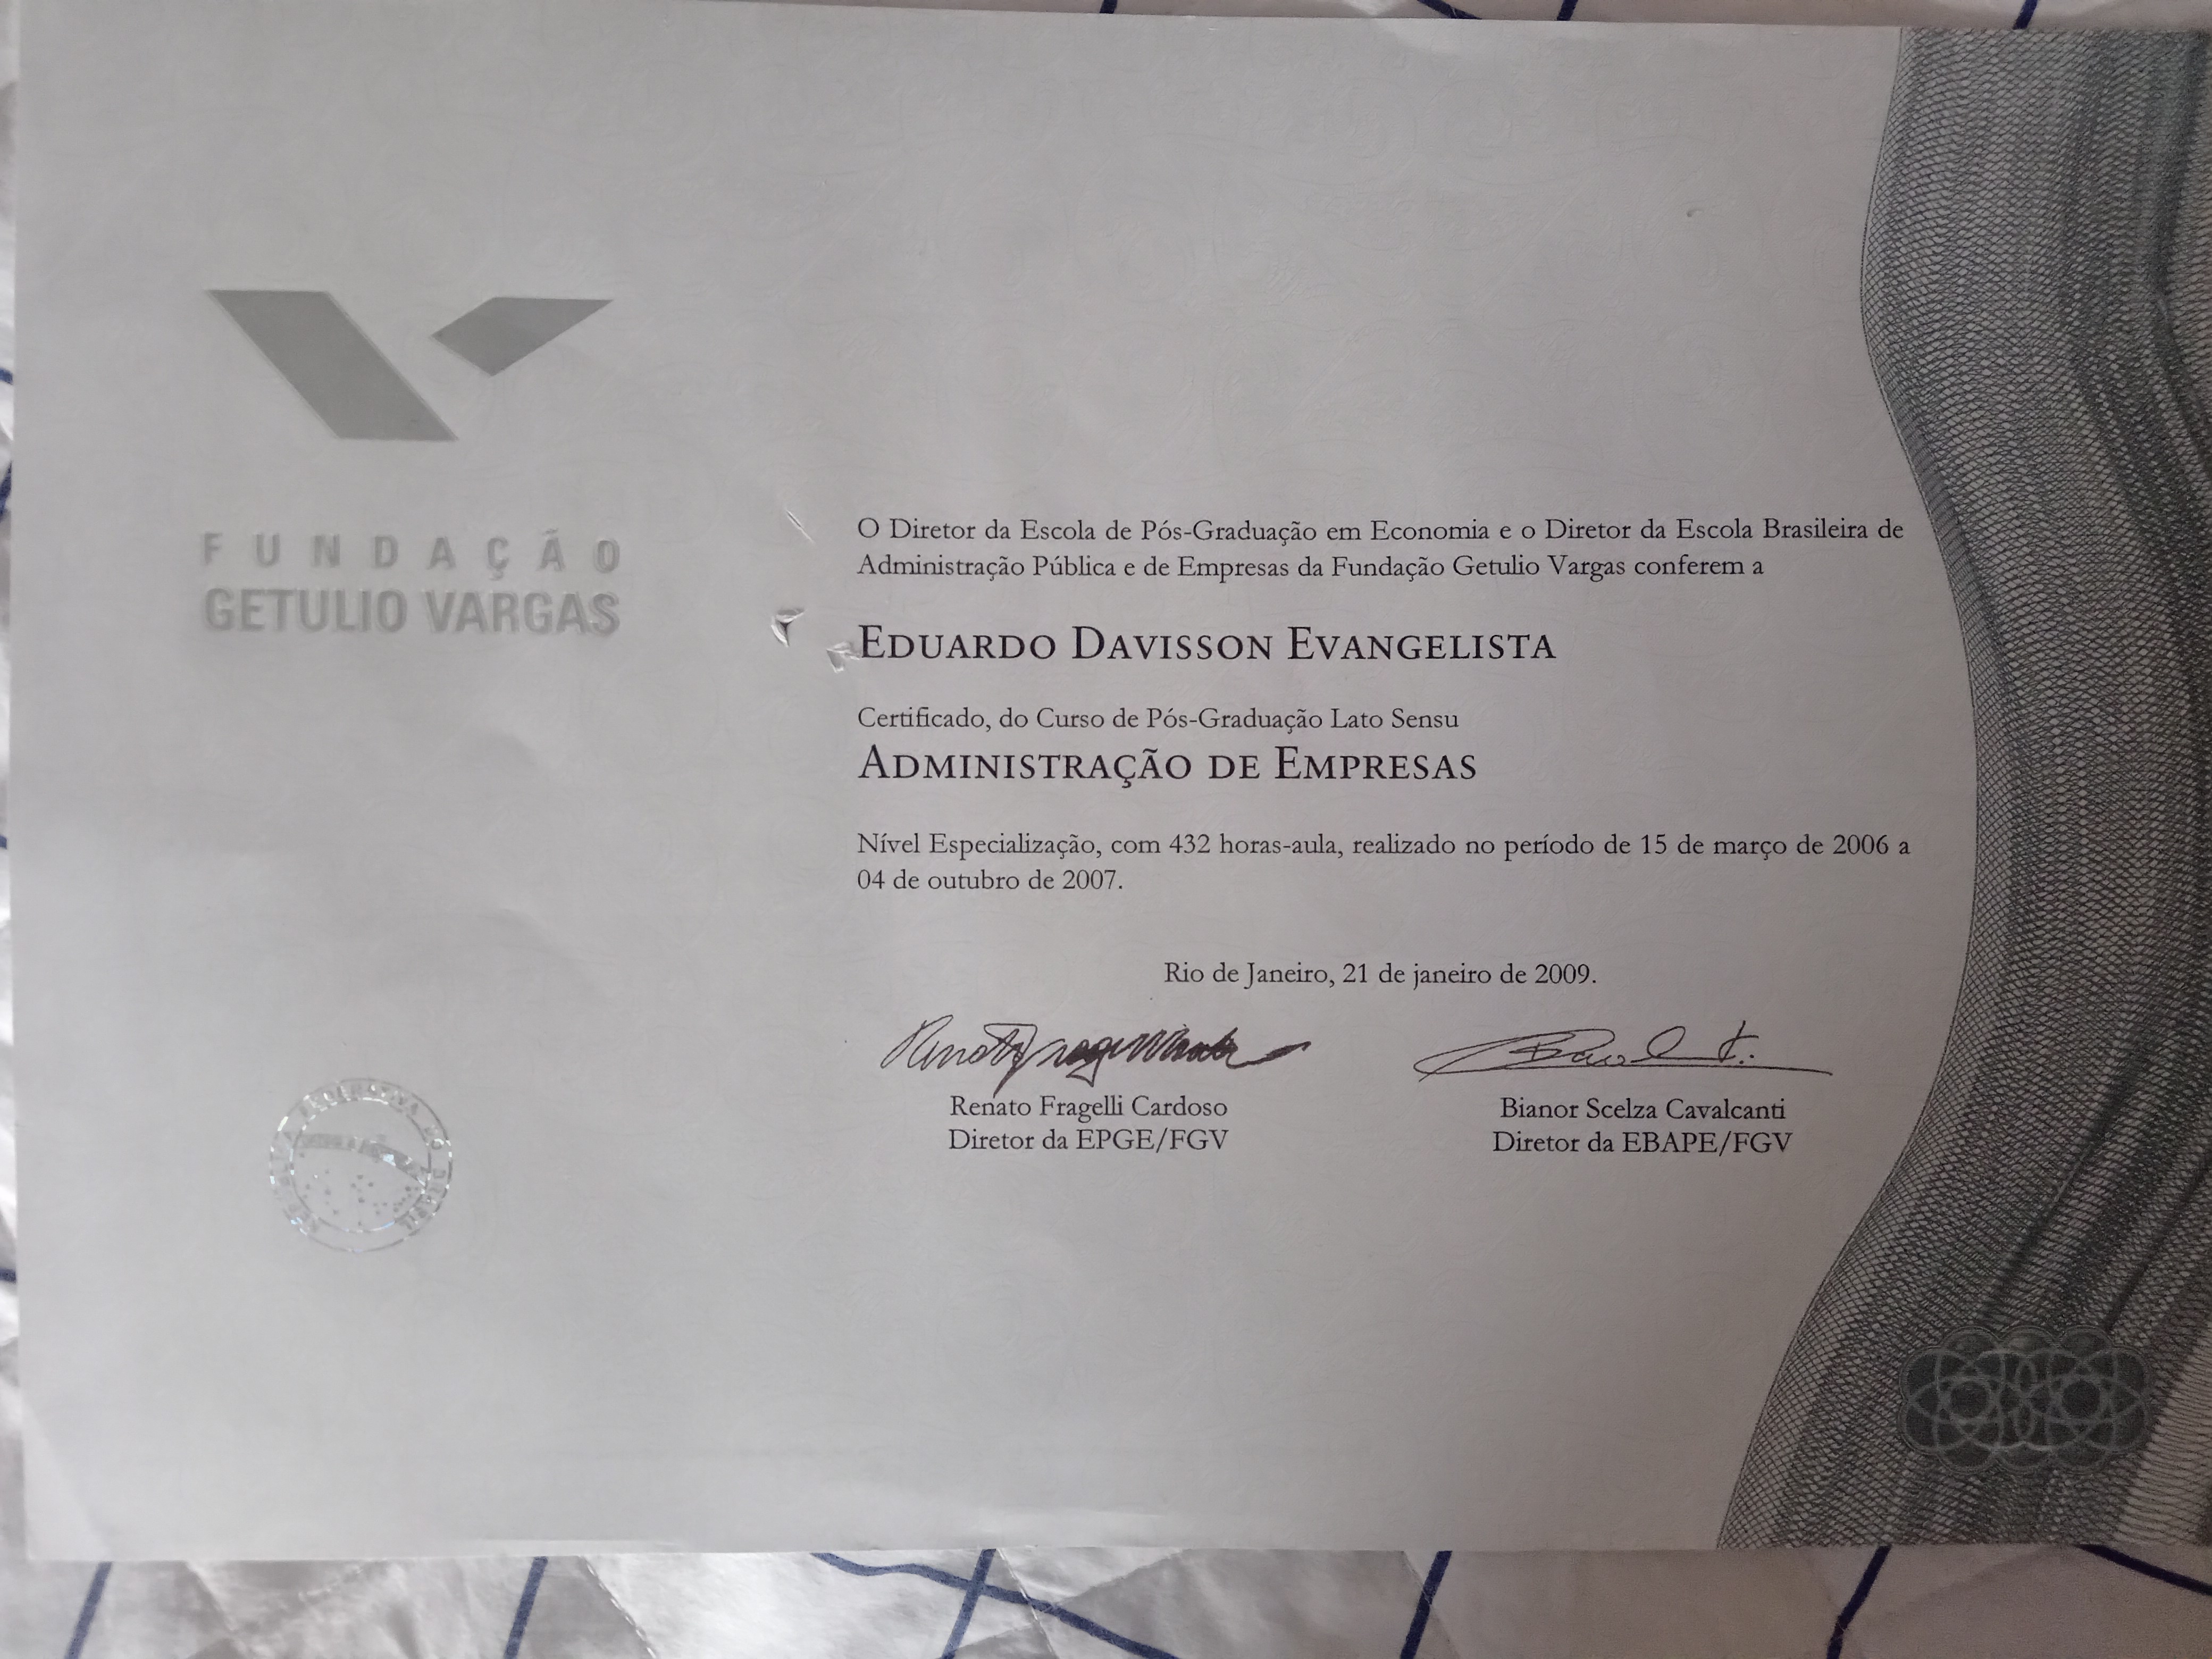 FUNDAÇÃO
GETULIO VARGAS
O Diretor da Escola de Pós-Graduação em Economia e o Diretor da Escola Brasileira de
Administração Pública e de Empresas da Fundação Getulio Vargas conferem a
EDUARDO DAVISSON EVANGELISTA
Certificado, do Curso de Pós-Graduação Lato Sensu
ADMINISTRAÇÃO DE EMPRESAS
Nível Especialização, com 432 horas-aula, realizado no período de 15 de março de 2006 a
04 de outubro de 2007.
Rio de Janeiro, 21 de janeiro de 2009.
Renato Fragelli Cardoso
Diretor da EPGE/FGV
Bianor Scelza Cavalcanti
Diretor da EBAPE/FGV